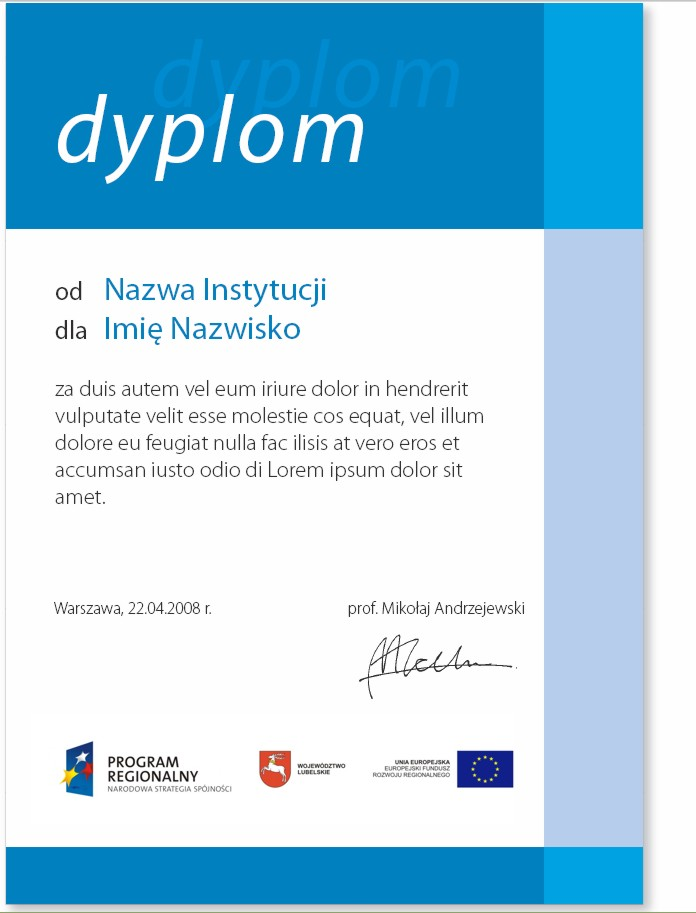 dyplom
dyplom
od Nazwa Instytucji
dla Imię Nazwisko
za duis autem vel eum iriure dolor in hendrerit
vulputate velit esse molestie cos equat, vel illum
dolore eu feugiat nulla fac ilisis at vero eros et
accumsan iusto odio di Lorem ipsum dolor sit
amet.
Warszawa, 22.04.2008 r.
prof. Mikołaj Andrzejewski
PROGRAM
REGIONALNY
NARODOWA STRATEGIA SPÓJNOŚCI
WOJEWÓDZTWO
LUBELSKIE
UNIA EUROPEJSKA
EUROPEJSKI FUNDUSZ
ROZWOJU REGIONALNEGO